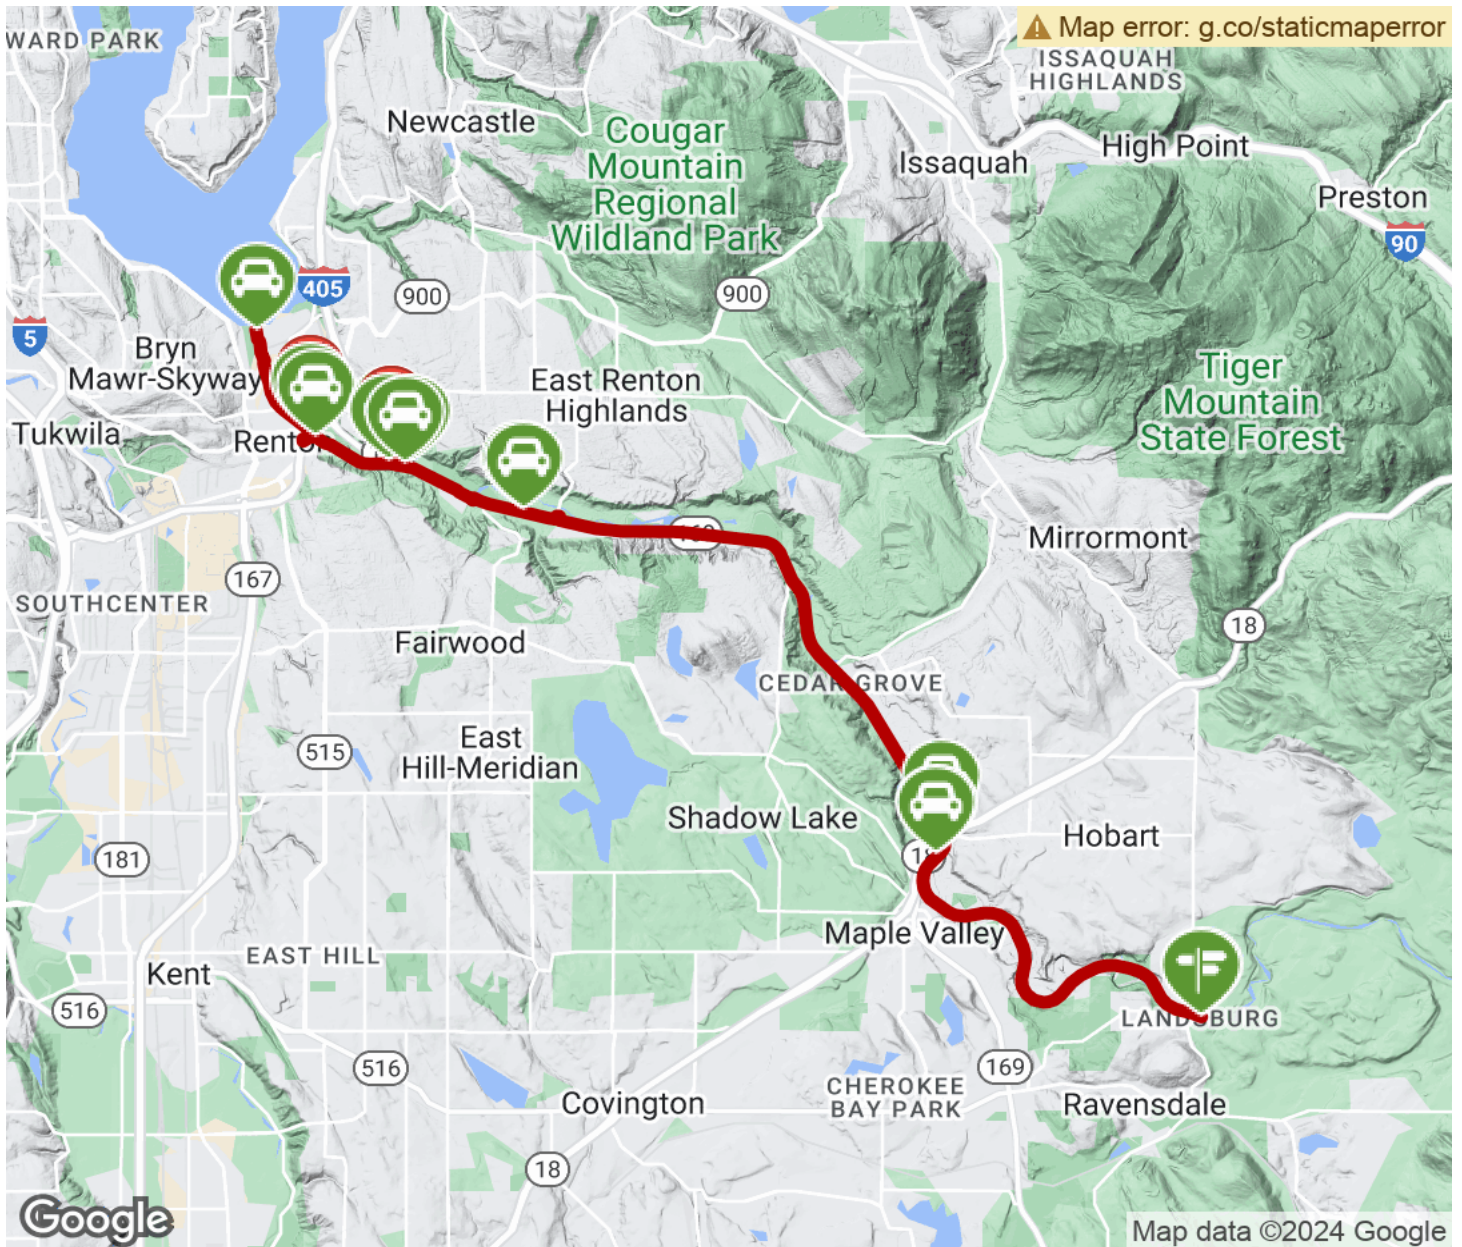 WARD PARK
Map error: g.co/staticmaperror
ISSAQUAH
HIGHLANDS
Newcastle
Cougar
Mountain
Regional
Wildland Park
Issaquah
High Point
Preston
90
405
900
900
5
Bryn
Mawr-Skyway
East Renton
Highlands
Tiger
Mountain
State Forest
Tukwila
Mirrormont
167
SOUTHCENTER
18
Fairwood
CEDAR GROVE
515
East
Hill-Meridian
Shadow Lake
Hobart
181
Maple Valley
EAST HILL
Kent
516
LANDSBURG
516
169
CHEROKEE
BAY PARK
Ravensdale
Covington
18
Google
Map data ©2024 Google